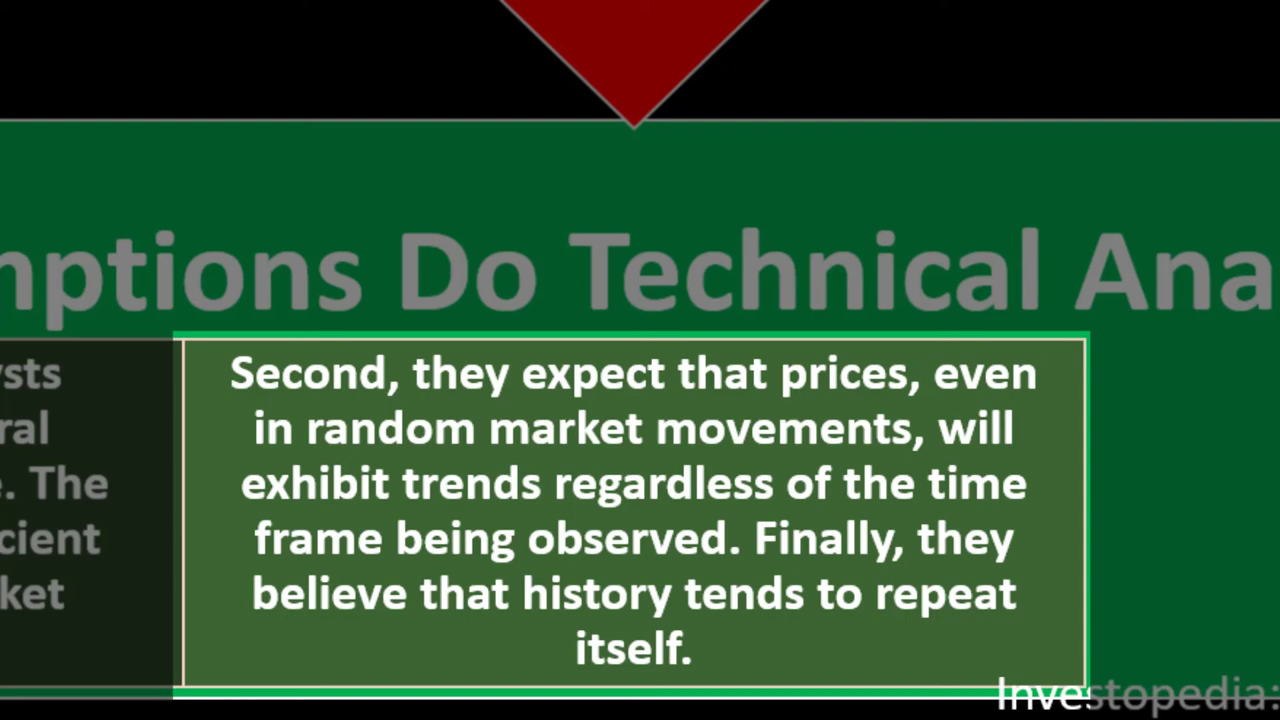 mptions Do Technical Ana
ysts
ral
. The
cient
ket
Second, they expect that prices, even
in random market movements, will
exhibit trends regardless of the time
frame being observed. Finally, they
believe that history tends to repeat
itself.
Investopedia: